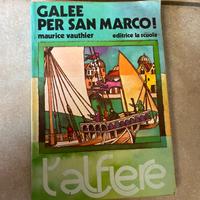 GALEE
PER SAN MARCO!
maurice vauthier editrice la scuola
l'alfiere